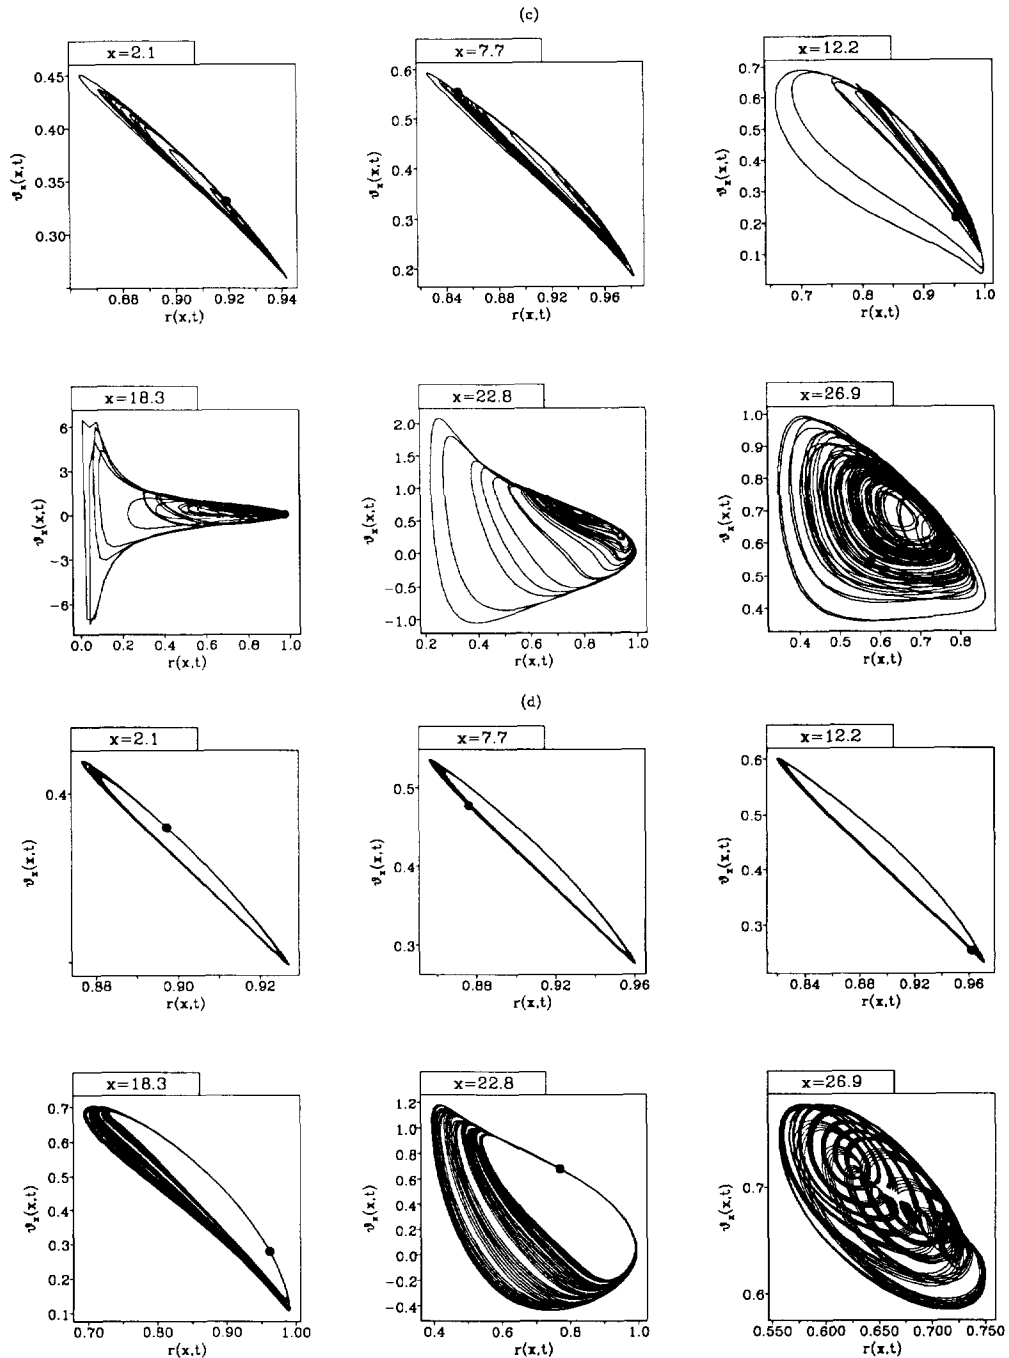 (c)
x=2.1
0.45
0.40
0.35
0.30
ϑx(x,t)
0.88 0.90 0.92 0.94
r(x,t)
x=7.7
0.6
0.5
0.4
0.3
0.2
ϑx(x,t)
0.84 0.88 0.92 0.96
r(x,t)
x=12.2
0.7
0.6
0.5
0.4
0.3
0.2
0.1
ϑx(x,t)
0.7 0.8 0.9 1.0
r(x,t)
x=18.3
6
3
0
-3
-6
ϑx(x,t)
0.0 0.2 0.4 0.6 0.8 1.0
r(x,t)
x=22.8
2.0
1.5
1.0
0.5
0.0
-0.5
-1.0
ϑx(x,t)
0.2 0.4 0.6 0.8 1.0
r(x,t)
x=26.9
1.0
0.9
0.8
0.7
0.6
0.5
0.4
ϑx(x,t)
0.4 0.5 0.6 0.7 0.8
r(x,t)
(d)
x=2.1
0.4
ϑx(x,t)
0.88 0.90 0.92
r(x,t)
x=7.7
0.5
0.4
0.3
ϑx(x,t)
0.88 0.92 0.96
r(x,t)
x=12.2
0.6
0.5
0.4
0.3
ϑx(x,t)
0.84 0.88 0.92 0.96
r(x,t)
x=18.3
0.7
0.6
0.5
0.4
0.3
0.2
0.1
ϑx(x,t)
0.70 0.80 0.90 1.00
r(x,t)
x=22.8
1.2
1.0
0.8
0.6
0.4
0.2
0.0
-0.2
-0.4
ϑx(x,t)
0.4 0.6 0.8 1.0
r(x,t)
x=26.9
0.7
0.6
ϑx(x,t)
0.550 0.600 0.650 0.700 0.750
r(x,t)